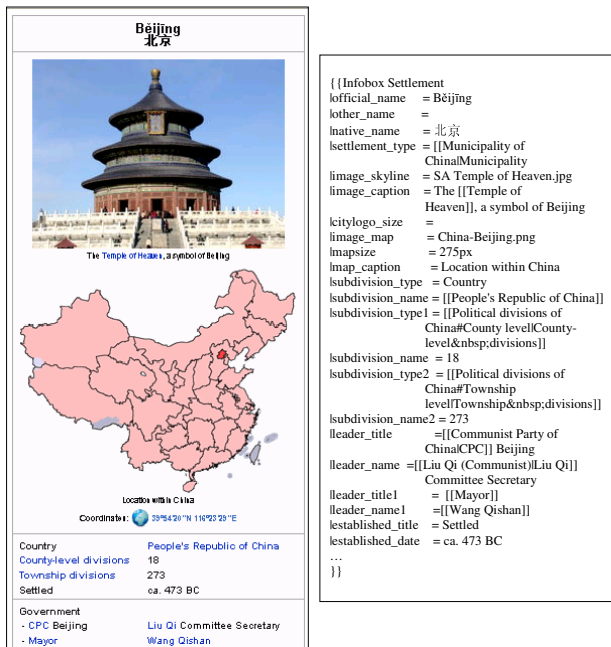 Běijīng
北京
The Temple of Heaven, a symbol of Beijing
Location within China
Coordinates: 39°54'20"N 116°23'29"E
Country People's Republic of China
County-level divisions 18
Township divisions 273
Settled ca. 473 BC
Government
- CPC Beijing Liu Qi Committee Secretary
- Mayor Wang Qishan
{{Infobox Settlement
|official_name = Běijīng
|other_name =
|native_name = 北京
|settlement_type = [[Municipality of
China|Municipality
|image_skyline = SA Temple of Heaven.jpg
|image_caption = The [[Temple of
Heaven]], a symbol of Beijing
|citylogo_size =
|image_map = China-Beijing.png
|mapsize = 275px
|map_caption = Location within China
|subdivision_type = Country
|subdivision_name = [[People's Republic of China]]
|subdivision_type1 = [[Political divisions of
China#County level|County-
level&nbsp;divisions]]
|subdivision_name = 18
|subdivision_type2 = [[Political divisions of
China#Township
level|Township&nbsp;divisions]]
|subdivision_name2 = 273
|leader_title =[[Communist Party of
China|CPC]] Beijing
|leader_name =[[Liu Qi (Communist)|Liu Qi]]
Committee Secretary
|leader_title1 = [[Mayor]]
|leader_name1 =[[Wang Qishan]]
|established_title = Settled
|established_date = ca. 473 BC
…
}}